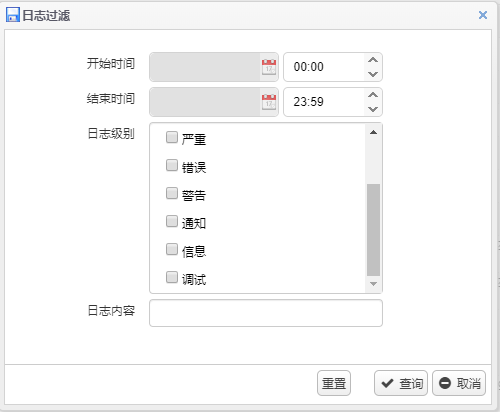 日志过滤
开始时间 00:00
结束时间 23:59
日志级别
严重
错误
警告
通知
信息
调试
日志内容
重置 查询 取消